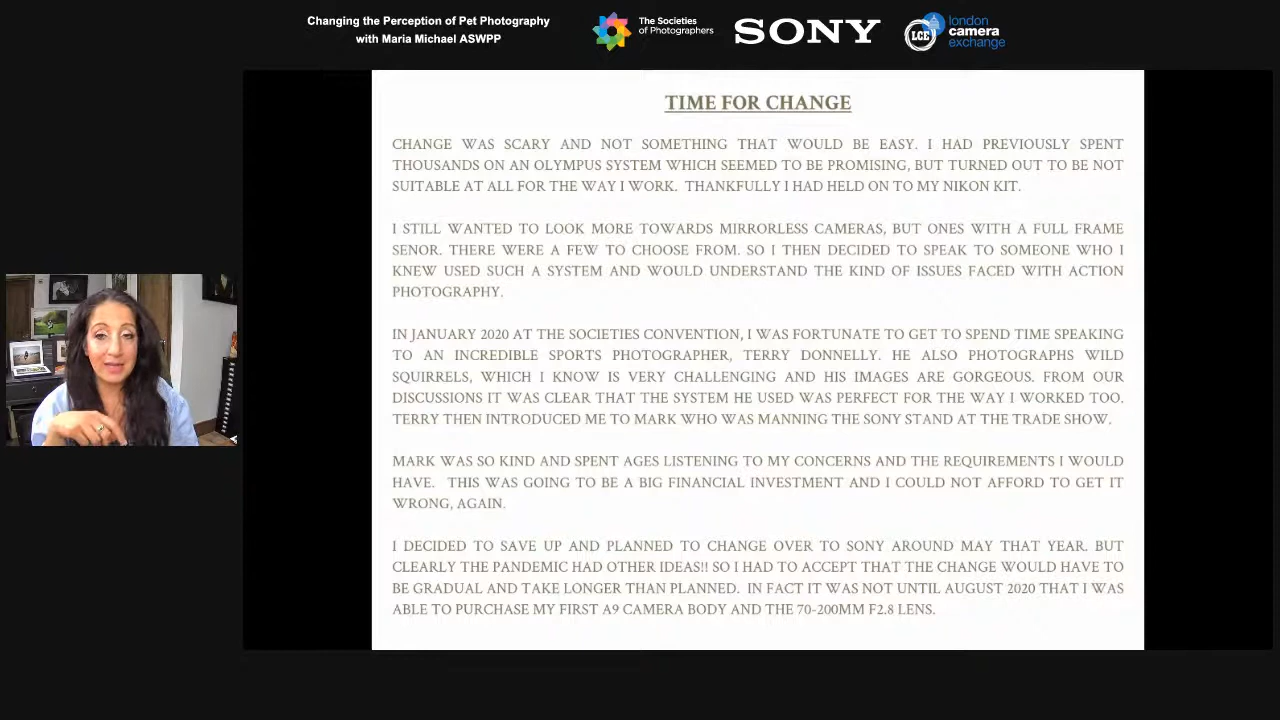 Changing the Perception of Pet Photography
with Maria Michael ASWPP
The Societies
of Photographers
SONY
LCE
london
camera
exchange
TIME FOR CHANGE
CHANGE WAS SCARY AND NOT SOMETHING THAT WOULD BE EASY. I HAD PREVIOUSLY SPENT
THOUSANDS ON AN OLYMPUS SYSTEM WHICH SEEMED TO BE PROMISING, BUT TURNED OUT TO BE NOT
SUITABLE AT ALL FOR THE WAY I WORK. THANKFULLY I HAD HELD ON TO MY NIKON KIT.
I STILL WANTED TO LOOK MORE TOWARDS MIRRORLESS CAMERAS, BUT ONES WITH A FULL FRAME
SENOR. THERE WERE A FEW TO CHOOSE FROM. SO I THEN DECIDED TO SPEAK TO SOMEONE WHO I
KNEW USED SUCH A SYSTEM AND WOULD UNDERSTAND THE KIND OF ISSUES FACED WITH ACTION
PHOTOGRAPHY.
IN JANUARY 2020 AT THE SOCIETIES CONVENTION, I WAS FORTUNATE TO GET TO SPEND TIME SPEAKING
TO AN INCREDIBLE SPORTS PHOTOGRAPHER, TERRY DONNELLY. HE ALSO PHOTOGRAPHS WILD
SQUIRRELS, WHICH I KNOW IS VERY CHALLENGING AND HIS IMAGES ARE GORGEOUS. FROM OUR
DISCUSSIONS IT WAS CLEAR THAT THE SYSTEM HE USED WAS PERFECT FOR THE WAY I WORKED TOO.
TERRY THEN INTRODUCED ME TO MARK WHO WAS MANNING THE SONY STAND AT THE TRADE SHOW.
MARK WAS SO KIND AND SPENT AGES LISTENING TO MY CONCERNS AND THE REQUIREMENTS I WOULD
HAVE. THIS WAS GOING TO BE A BIG FINANCIAL INVESTMENT AND I COULD NOT AFFORD TO GET IT
WRONG, AGAIN.
I DECIDED TO SAVE UP AND PLANNED TO CHANGE OVER TO SONY AROUND MAY THAT YEAR. BUT
CLEARLY THE PANDEMIC HAD OTHER IDEAS!! SO I HAD TO ACCEPT THAT THE CHANGE WOULD HAVE TO
BE GRADUAL AND TAKE LONGER THAN PLANNED. IN FACT IT WAS NOT UNTIL AUGUST 2020 THAT I WAS
ABLE TO PURCHASE MY FIRST A9 CAMERA BODY AND THE 70-200MM F2.8 LENS.